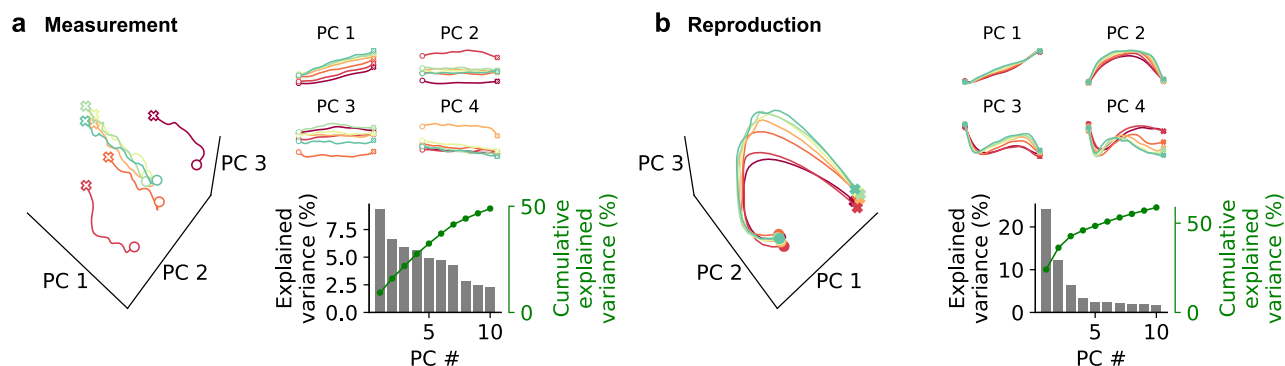 a Measurement
PC 1
PC 2
PC 3
PC 4
PC 3
PC 1
PC 2
Explained
variance (%)
7.5
5.0
2.5
0.0
5
10
PC #
50
0
Cumulative
explained
variance (%)
b Reproduction
PC 1
PC 2
PC 3
PC 4
PC 3
PC 2
PC 1
Explained
variance (%)
20
10
0
5
10
PC #
50
0
Cumulative
explained
variance (%)